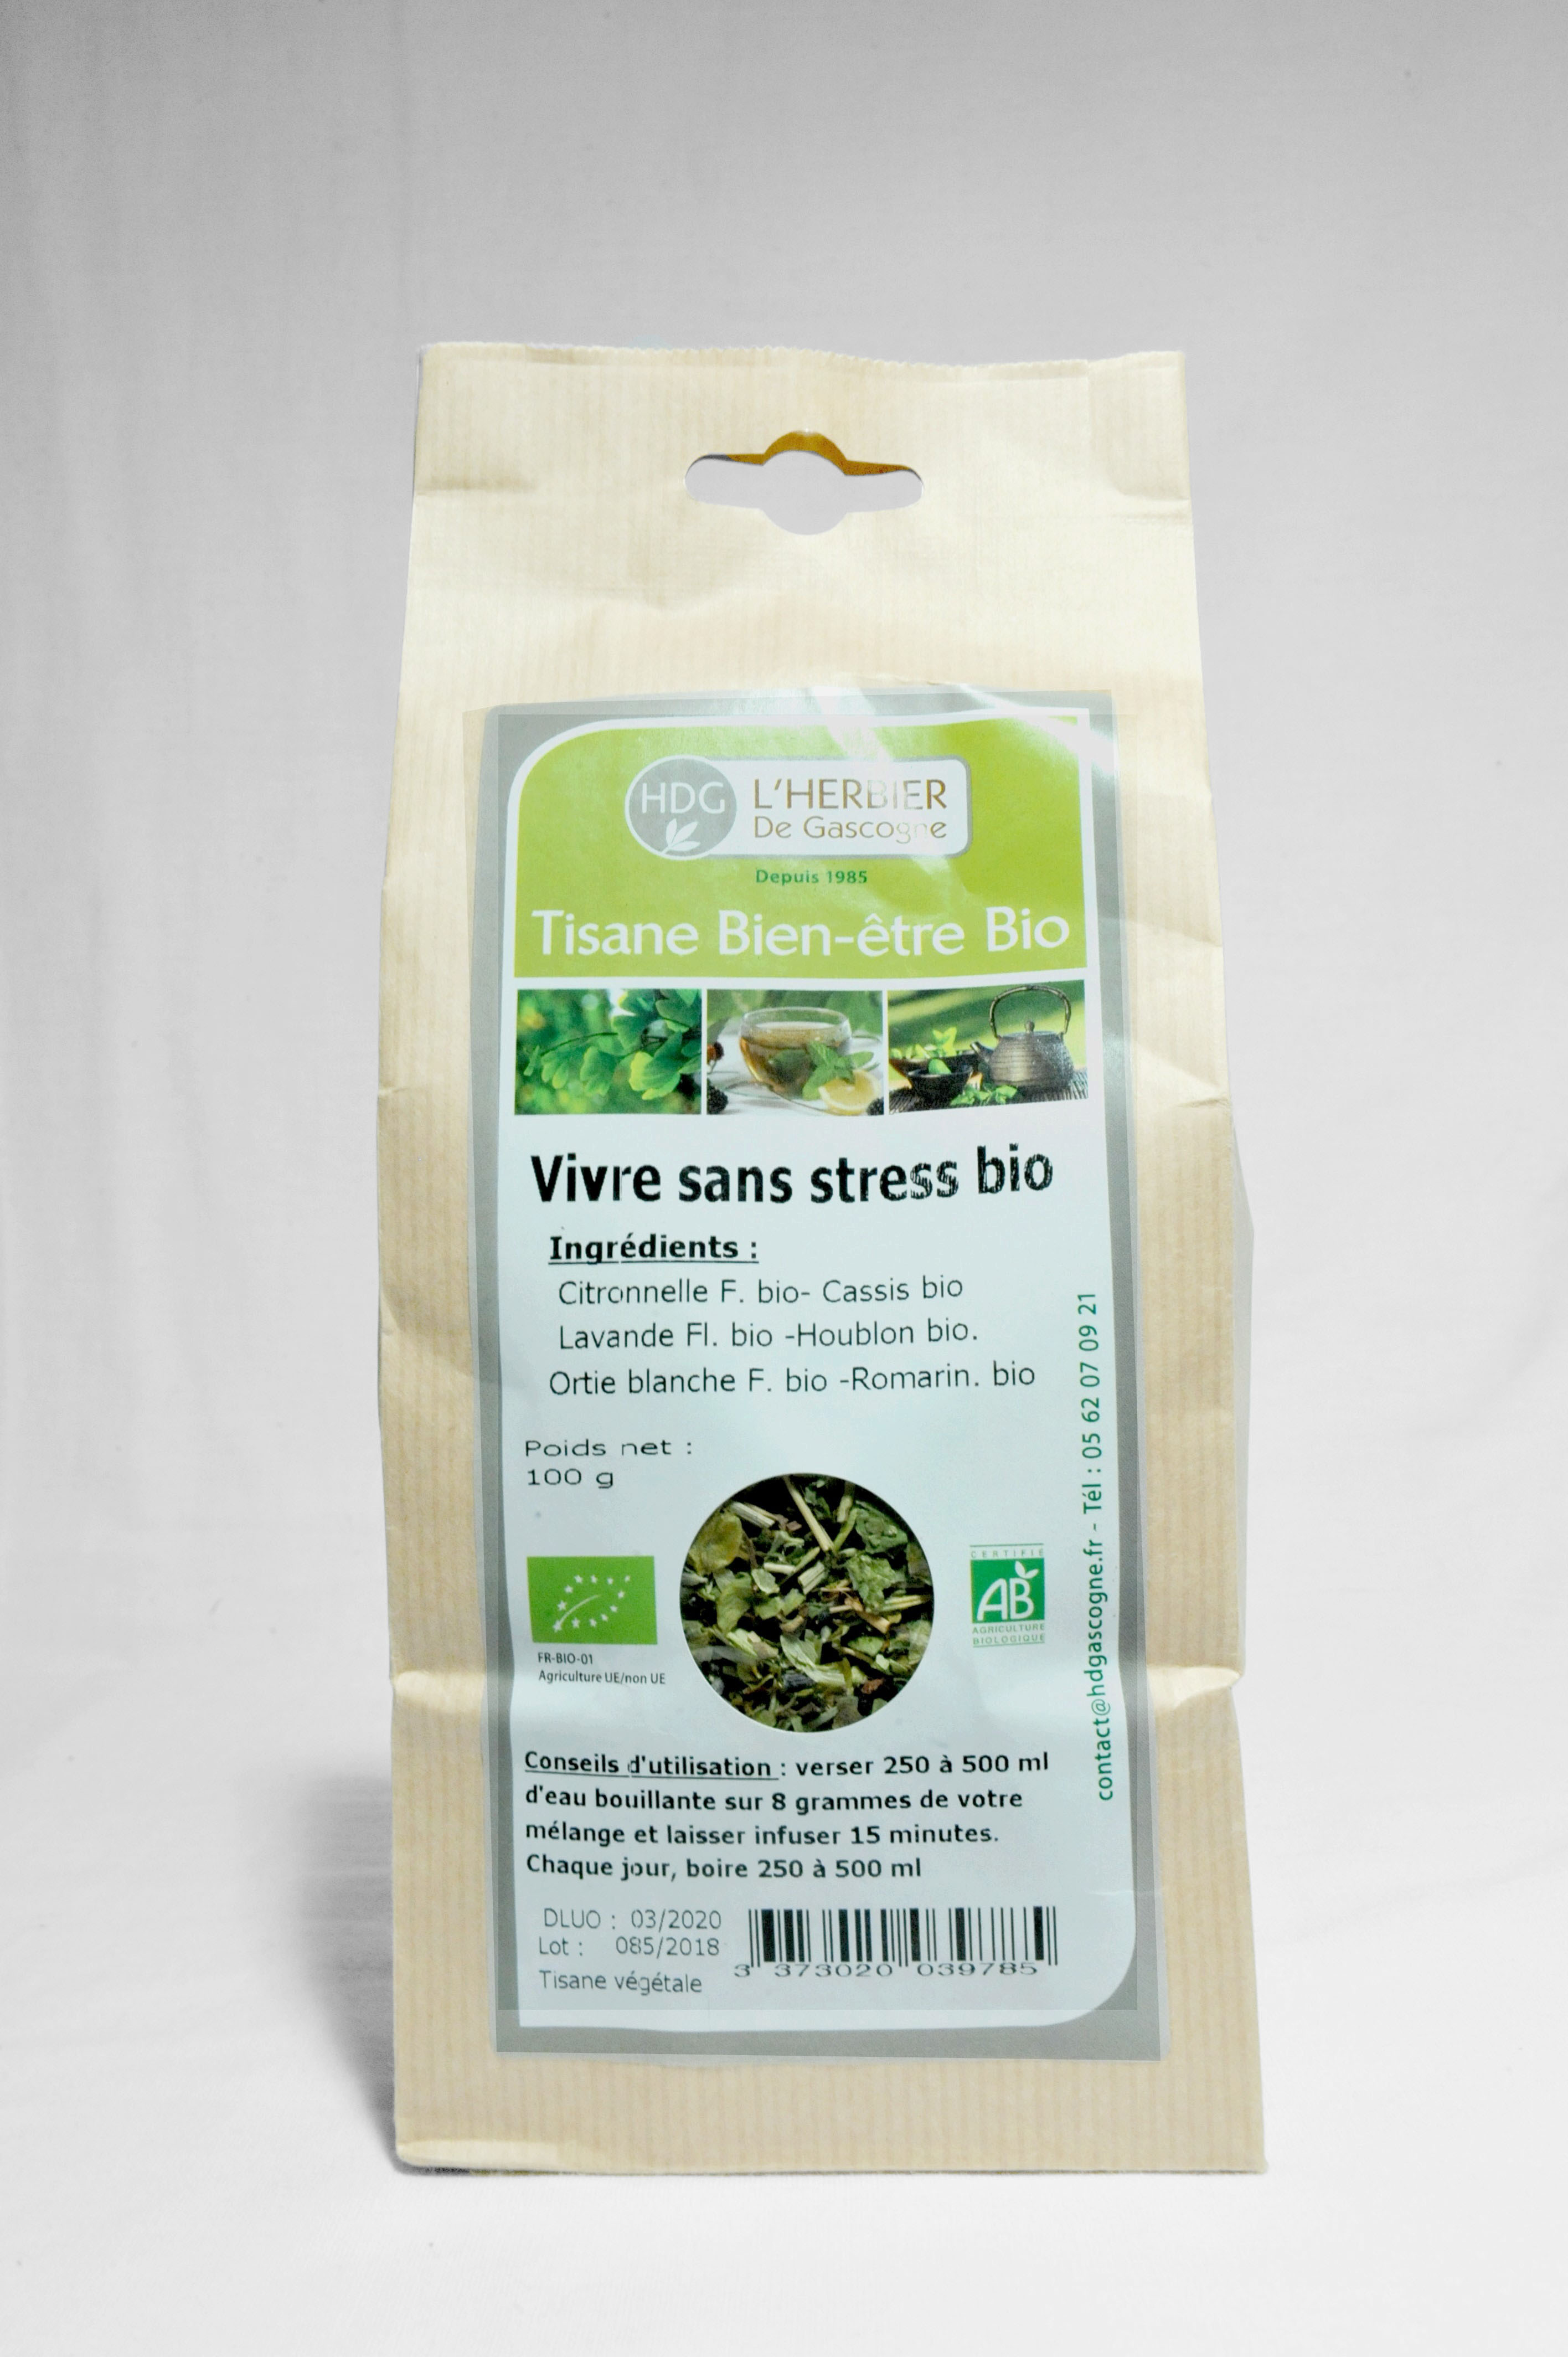 HDG
L'HERBIER
De Gascogne
Depuis 1985
Tisane Bien-être Bio
Vivre sans stress bio
Ingrédients :
Citronnelle F. bio- Cassis bio
Lavande Fl. bio -Houblon bio.
Ortie blanche F. bio -Romarin. bio
Poids net :
100 g
FR-BIO-01
Agriculture UE/non UE
CERTIFIÉ
AB
AGRICULTURE
BIOLOGIQUE
contact@hdgascogne.fr - Tél : 05 62 07 09 21
Conseils d'utilisation : verser 250 à 500 ml
d'eau bouillante sur 8 grammes de votre
mélange et laisser infuser 15 minutes.
Chaque jour, boire 250 à 500 ml
DLUO : 03/2020
Lot : 085/2018
Tisane végétale
3 373020 039785